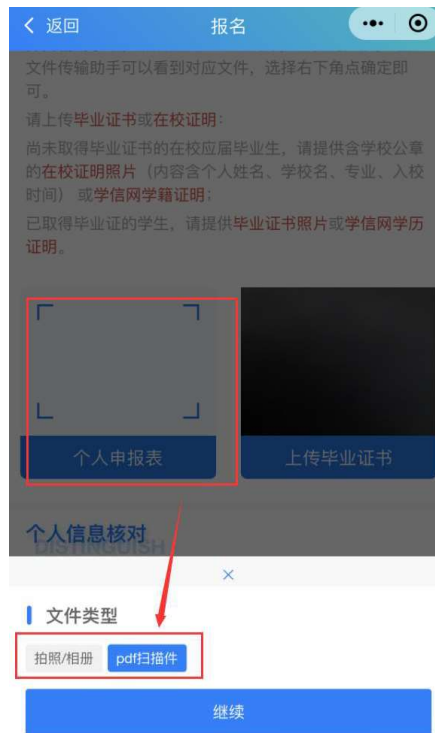 返回
报名
文件传输助手可以看到对应文件，选择右下角点确定即
可。
请上传毕业证书或在校证明：
尚未取得毕业证书的在校应届毕业生，请提供含学校公章
的在校证明照片（内容含个人姓名、学校名、专业、入校
时间） 或学信网学籍证明；
已取得毕业证的学生，请提供毕业证书照片或学信网学历
证明。
个人申报表
上传毕业证书
个人信息核对
DISTINGUISH
文件类型
拍照/相册
pdf扫描件
继续